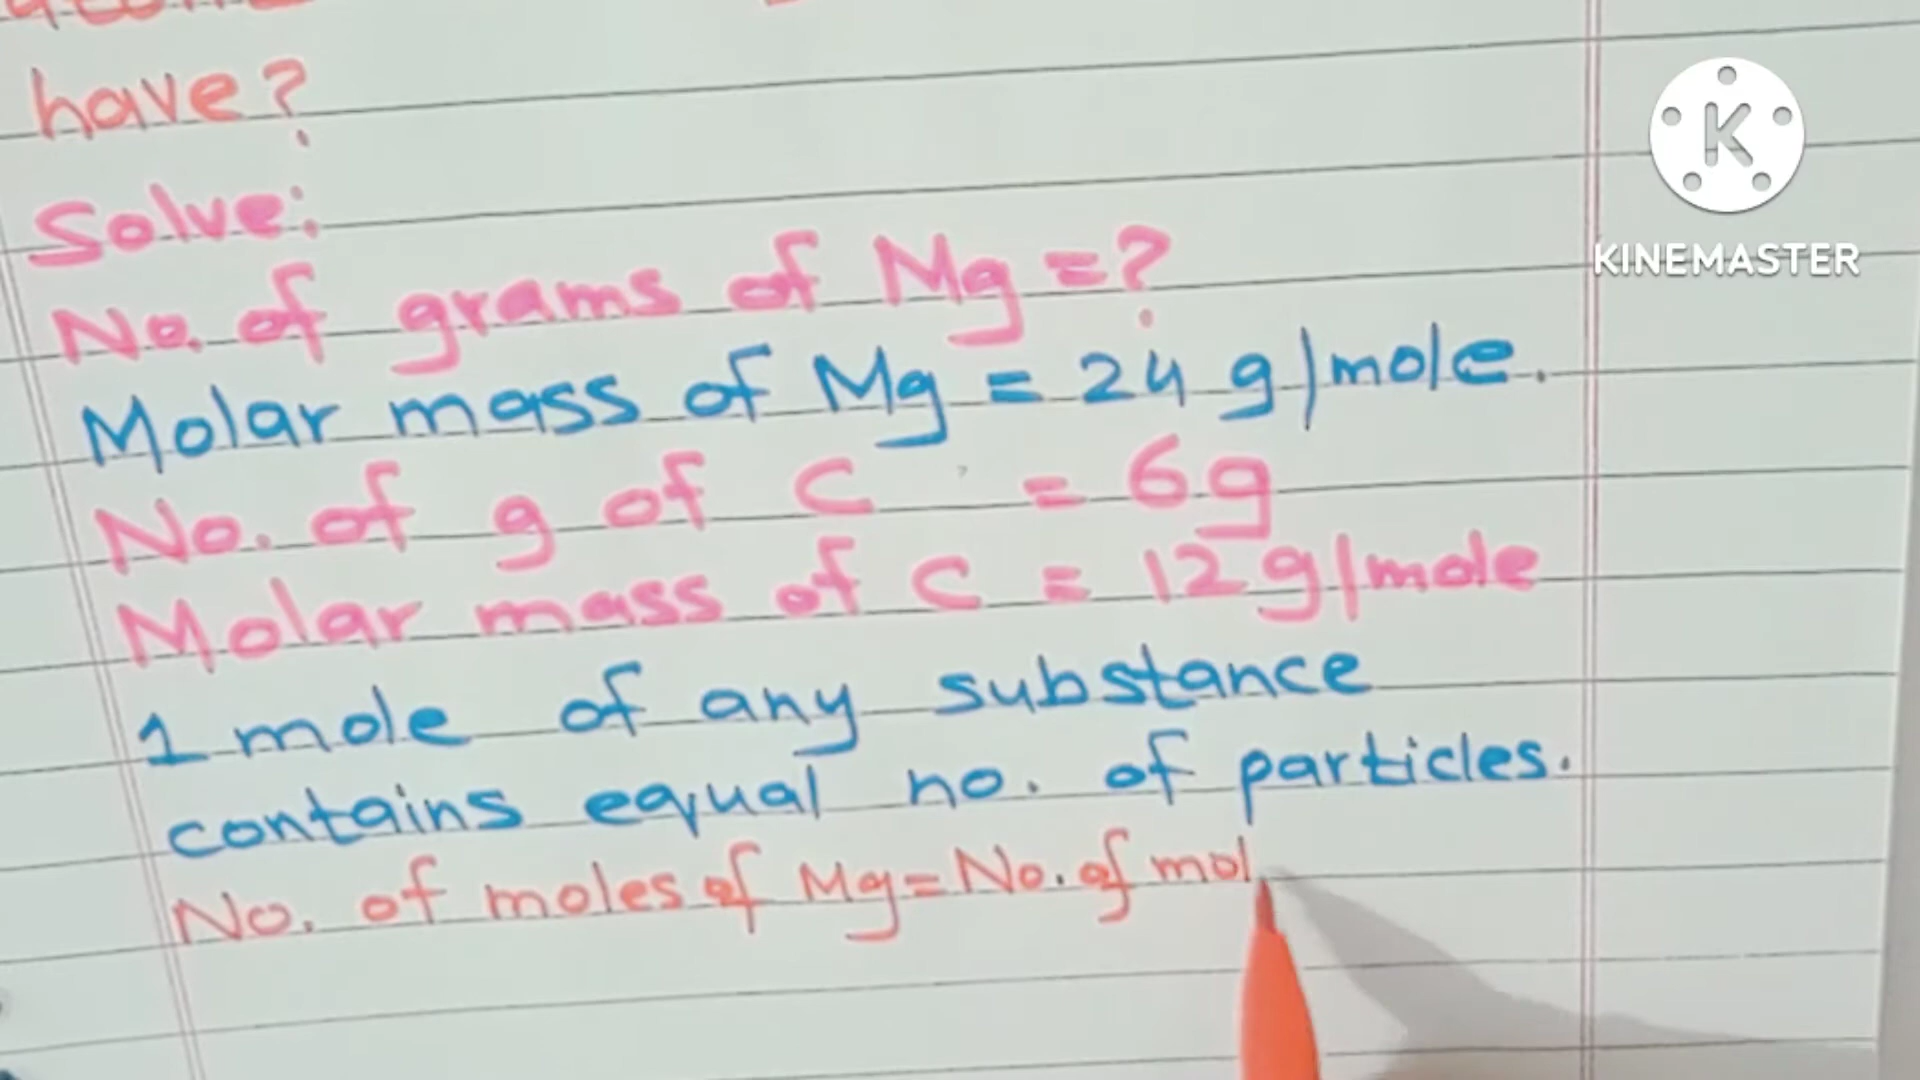 have?
Solve:
No. of grams of Mg = ?
Molar mass of Mg = 24 g/mole.
No. of g of C = 6g
Molar mass of C = 12g/mole
1 mole of any substance
contains equal no. of particles.
No. of moles of Mg = No. of mol
K
KINEMASTER